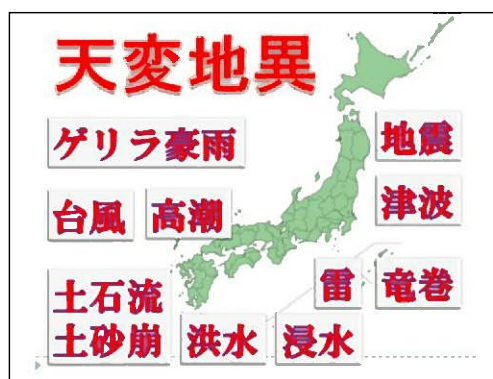 天変地異
ゲリラ豪雨
地震
台風
高潮
津波
雷
竜巻
土石流
土砂崩
洪水
浸水